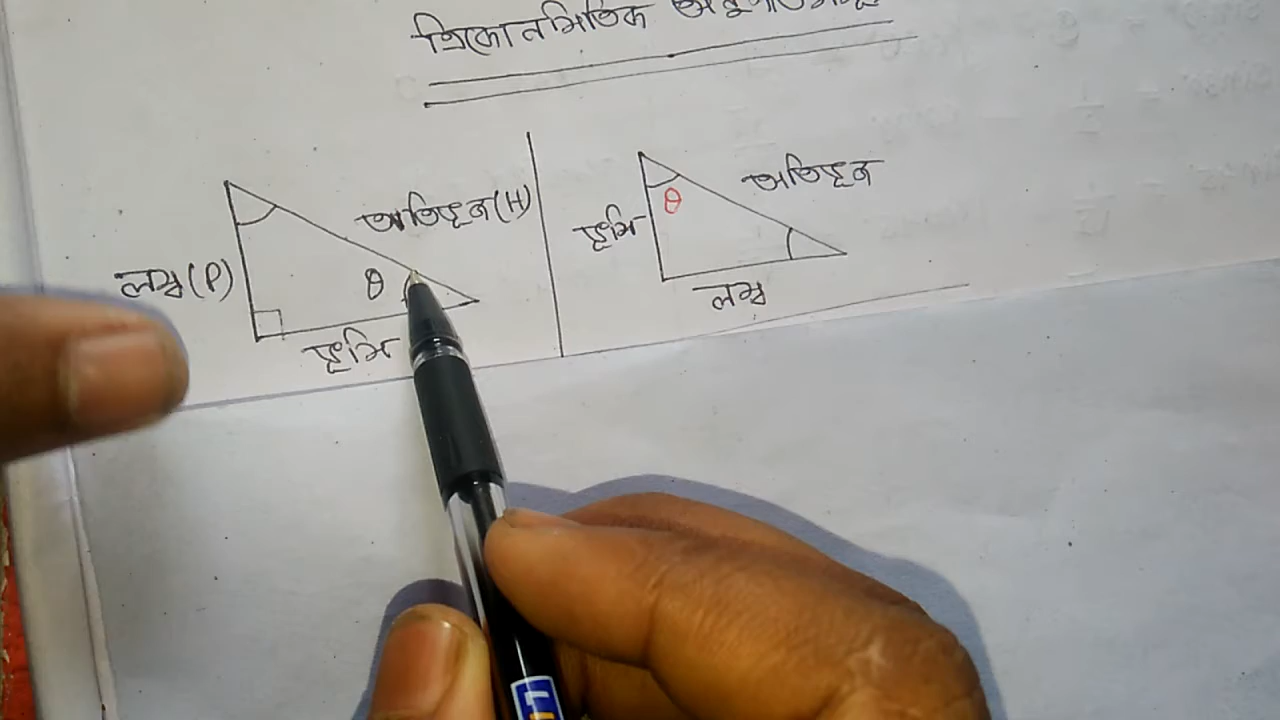 ত্রিকোনমিতিক
অতিভূজ (H)
লম্ব (P)
θ
ভূমি
অতিভূজ
θ
ভূমি
লম্ব